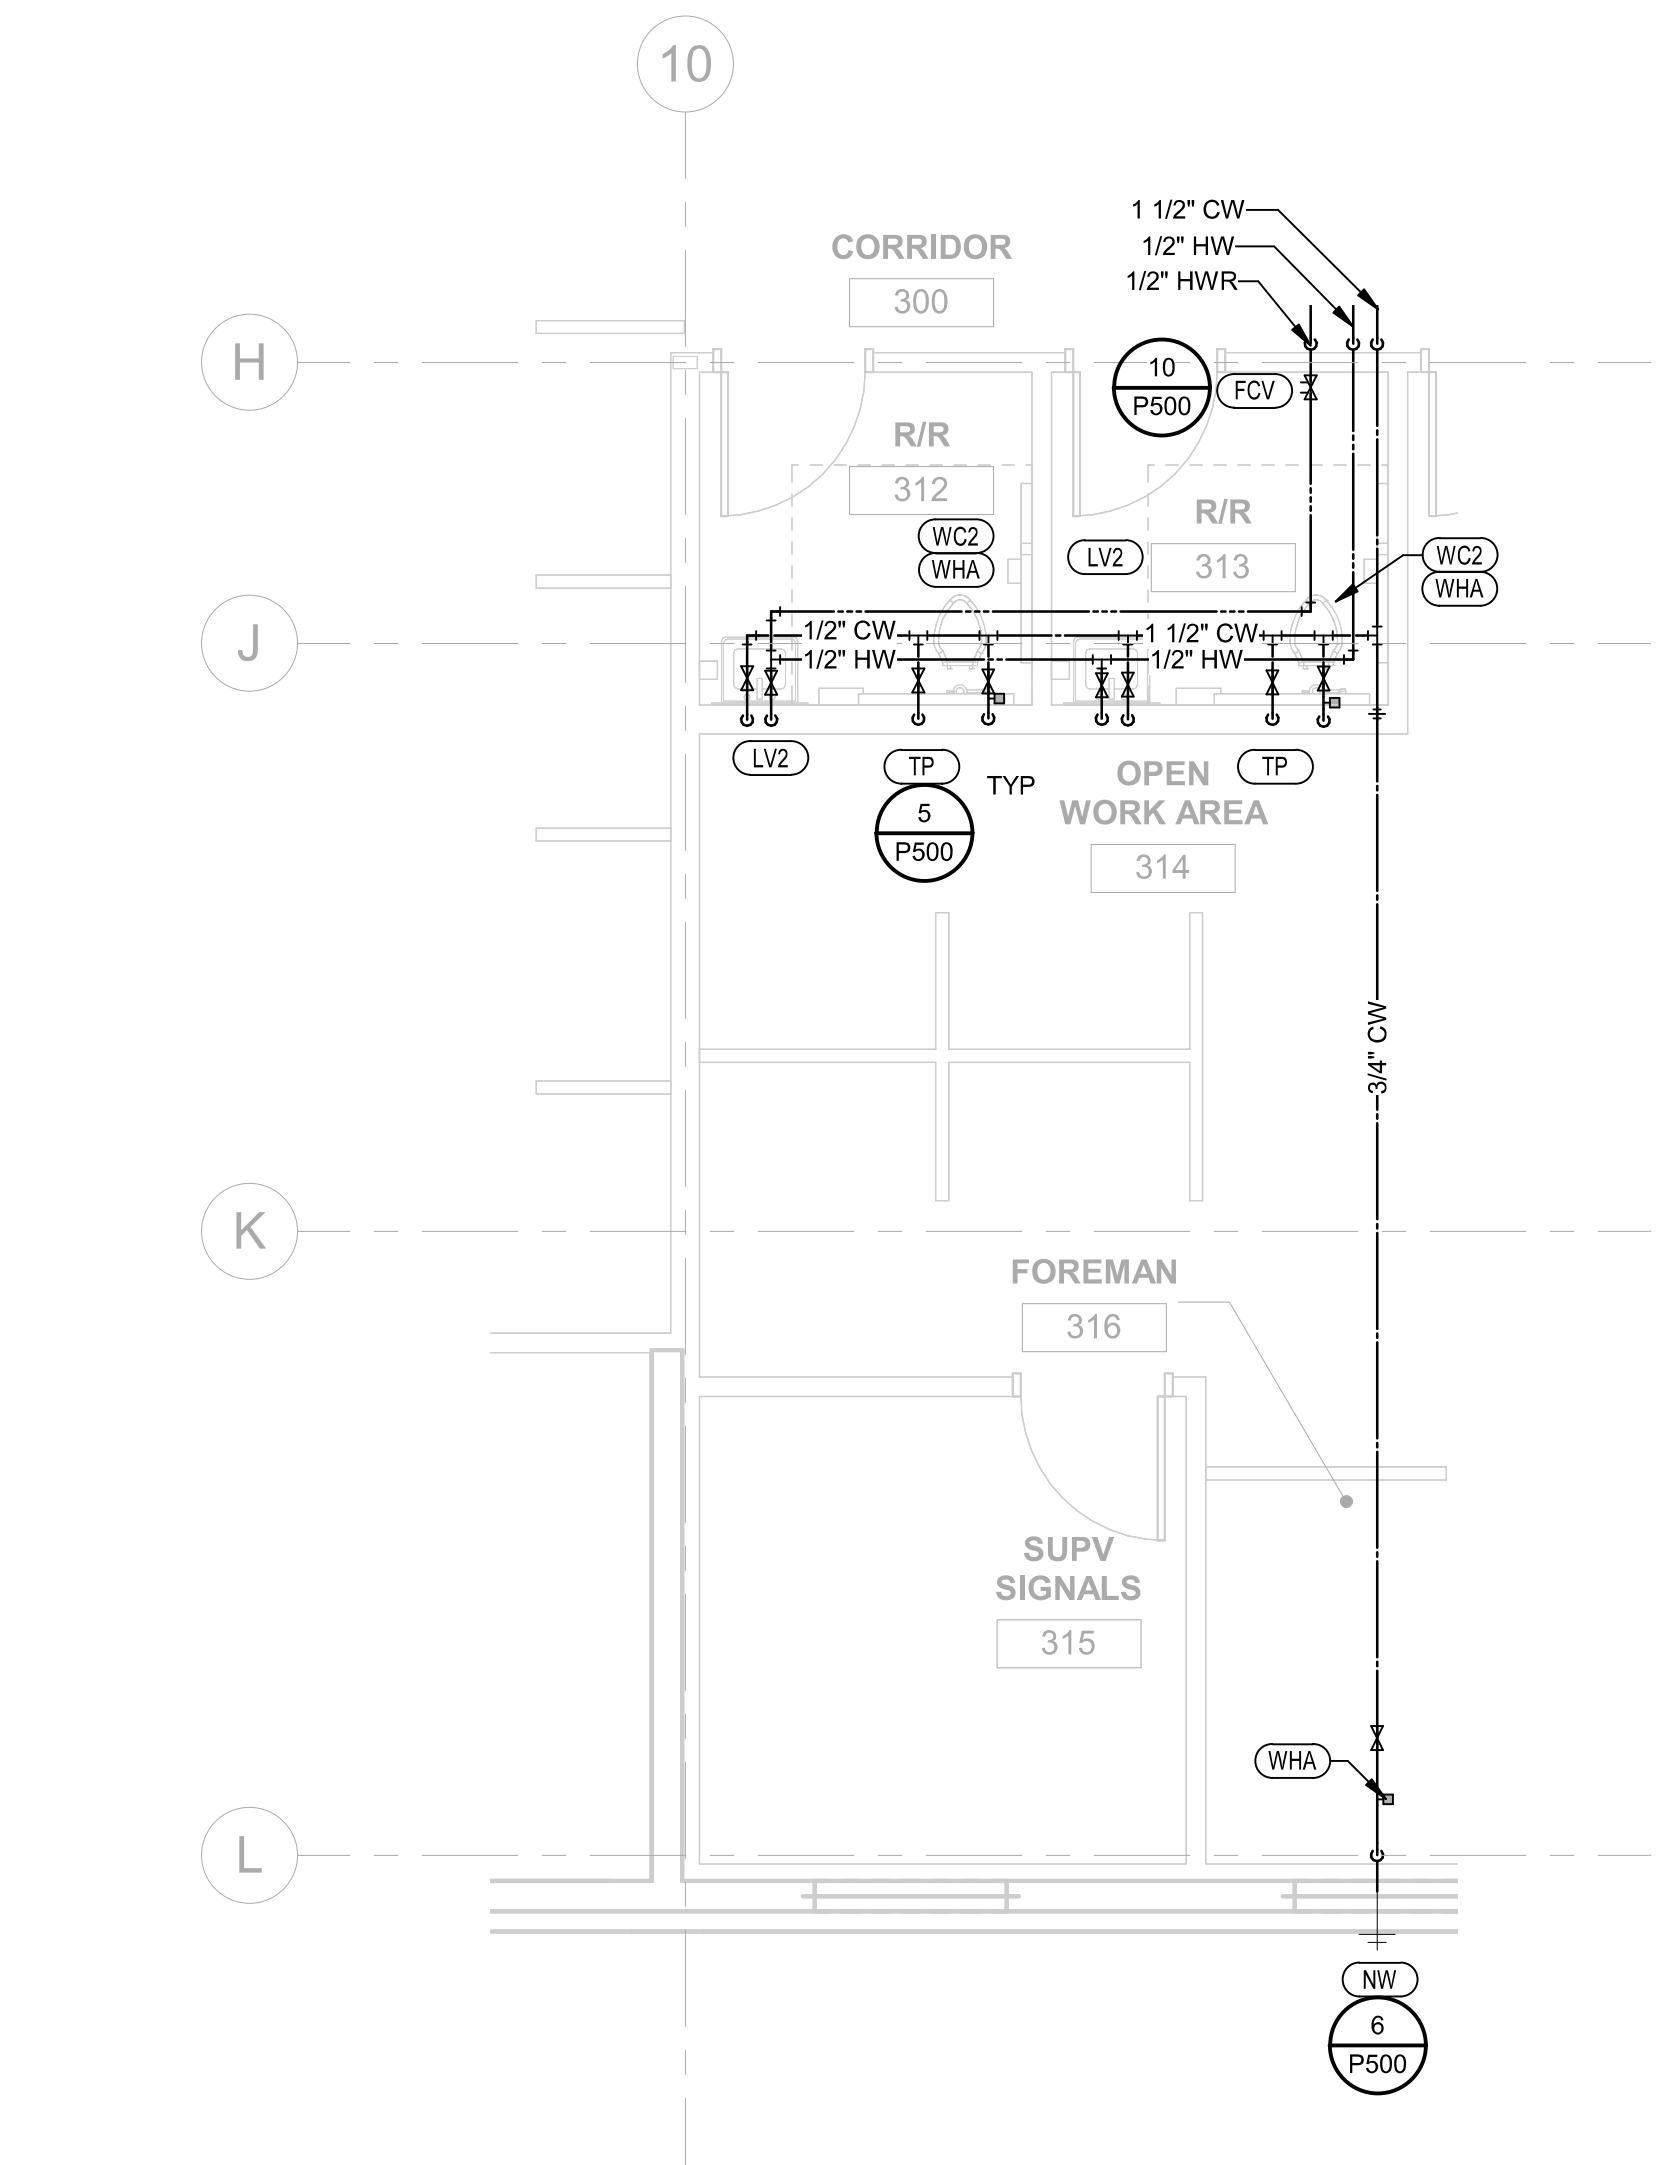 10
1 1/2" CW
CORRIDOR
1/2" HW
300
1/2" HWR
H
10
P500
FCV
R/R
312
R/R
313
WC2
WHA
LV2
WC2
WHA
J
1/2" CW
1 1/2" CW
1/2" HW
1/2" HW
LV2
TP
TYP
5
P500
OPEN
WORK AREA
314
TP
3/4" CW
K
FOREMAN
316
SUPV
SIGNALS
315
WHA
L
NW
6
P500